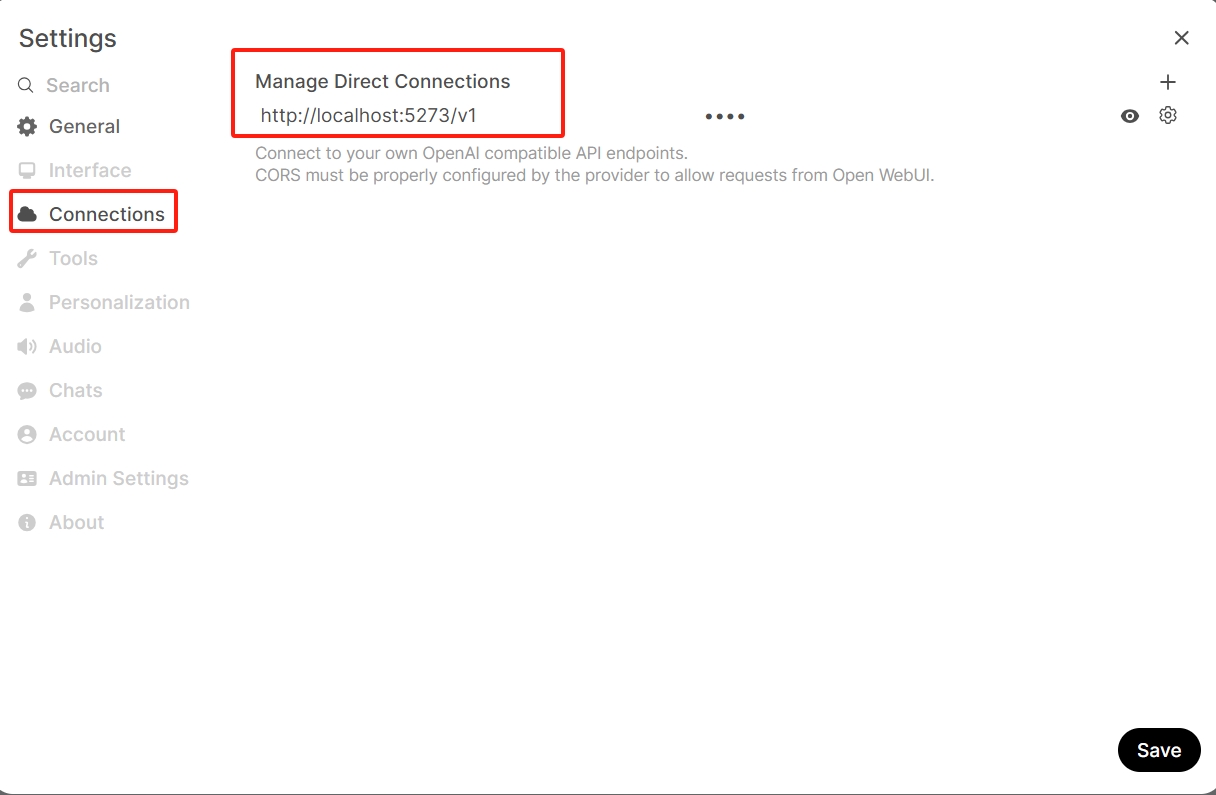 Settings
Search
General
Interface
Connections
Tools
Personalization
Audio
Chats
Account
Admin Settings
About
Manage Direct Connections
http://localhost:5273/v1
••••
Connect to your own OpenAI compatible API endpoints.
CORS must be properly configured by the provider to allow requests from Open WebUI.
Save